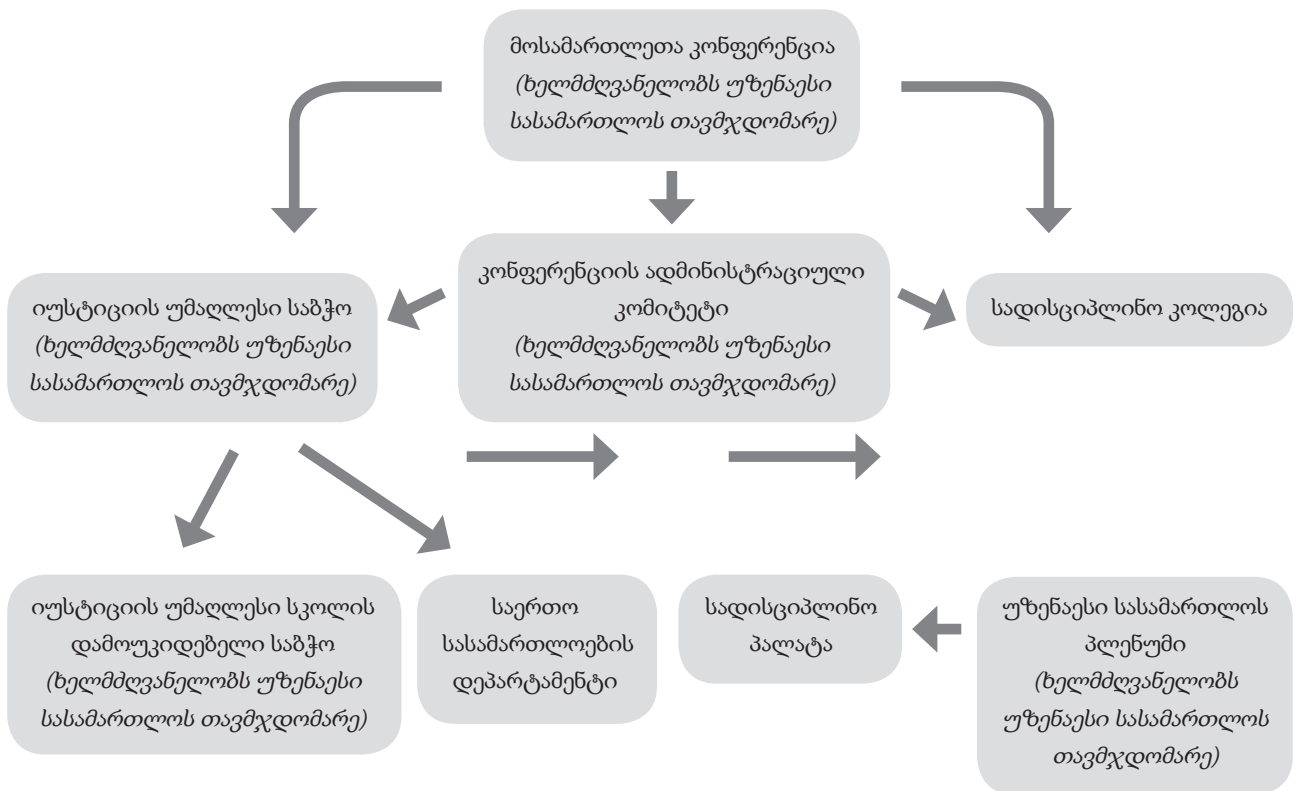 მოსამართლეთა კონფერენცია
(ხელმძღვანელობს უზენაესი
სასამართლოს თავმჯდომარე)
იუსტიციის უმაღლესი საბჭო
(ხელმძღვანელობს უზენაესი
სასამართლოს თავმჯდომარე)
კონფერენციის ადმინისტრაციული
კომიტეტი
(ხელმძღვანელობს უზენაესი
სასამართლოს თავმჯდომარე)
სადისციპლინო კოლეგია
იუსტიციის უმაღლესი სკოლის
დამოუკიდებელი საბჭო
(ხელმძღვანელობს უზენაესი
სასამართლოს თავმჯდომარე)
საერთო
სასამართლოების
დეპარტამენტი
სადისციპლინო
პალატა
უზენაესი სასამართლოს
პლენუმი
(ხელმძღვანელობს
უზენაესი სასამართლოს
თავმჯდომარე)